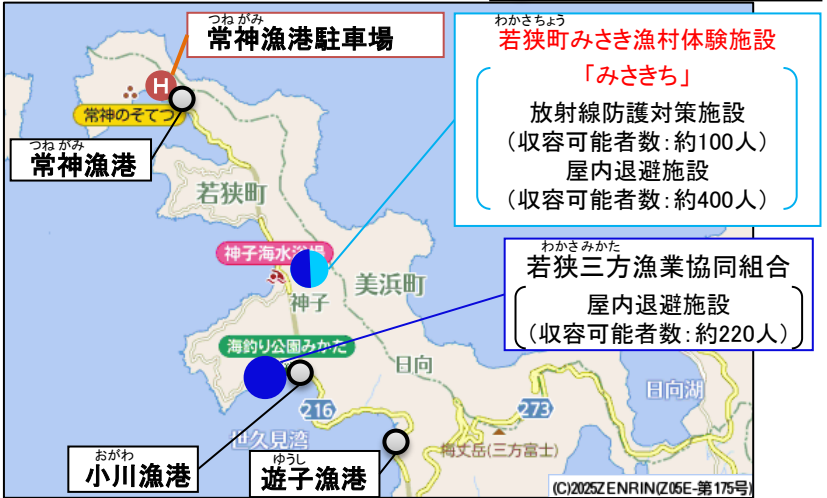 つねがみ
常神漁港駐車場
わかさちょう
若狭町みさき漁村体験施設
「みさきち」
放射線防護対策施設
（収容可能者数：約100人）
屋内退避施設
（収容可能者数：約400人）
H
常神のそてつ
つねがみ
常神漁港
若狭町
神子海水浴場
神子
美浜町
わかさみかた
若狭三方漁業協同組合
屋内退避施設
（収容可能者数：約220人）
海釣り公園みかた
日向
日向湖
216
273
世久見湾
梅丈岳(三方富士)
おがわ
小川漁港
ゆうし
遊子漁港
(C)2025ZENRIN(Z05E-第175号)